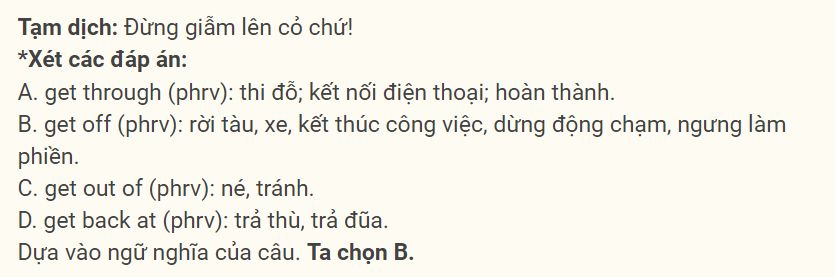 Tạm dịch: Đừng giẫm lên cỏ chứ!
*Xét các đáp án:
A. get through (phrv): thi đỗ; kết nối điện thoại; hoàn thành.
B. get off (phrv): rời tàu, xe, kết thúc công việc, dừng động chạm, ngưng làm
phiền.
C. get out of (phrv): né, tránh.
D. get back at (phrv): trả thù, trả đũa.
Dựa vào ngữ nghĩa của câu. Ta chọn B.